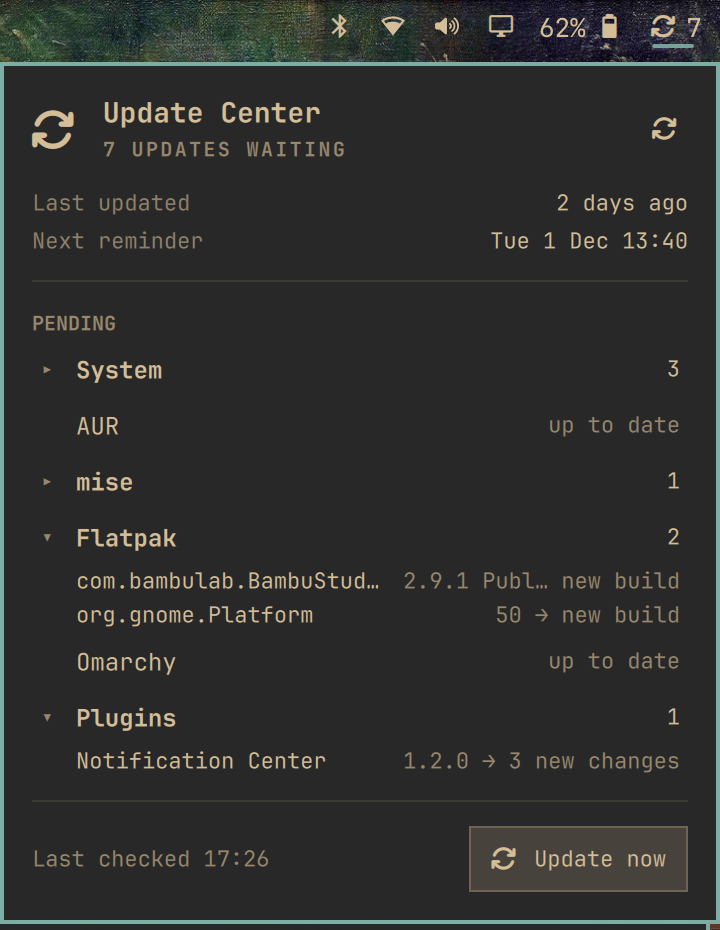 62% 7
Update Center
7 UPDATES WAITING
Last updated 2 days ago
Next reminder Tue 1 Dec 13:40
PENDING
▸ System 3
AUR up to date
▸ mise 1
▾ Flatpak 2
com.bambulab.BambuStud… 2.9.1 Publ… new build
org.gnome.Platform 50 → new build
Omarchy up to date
▾ Plugins 1
Notification Center 1.2.0 → 3 new changes
Last checked 17:26 Update now